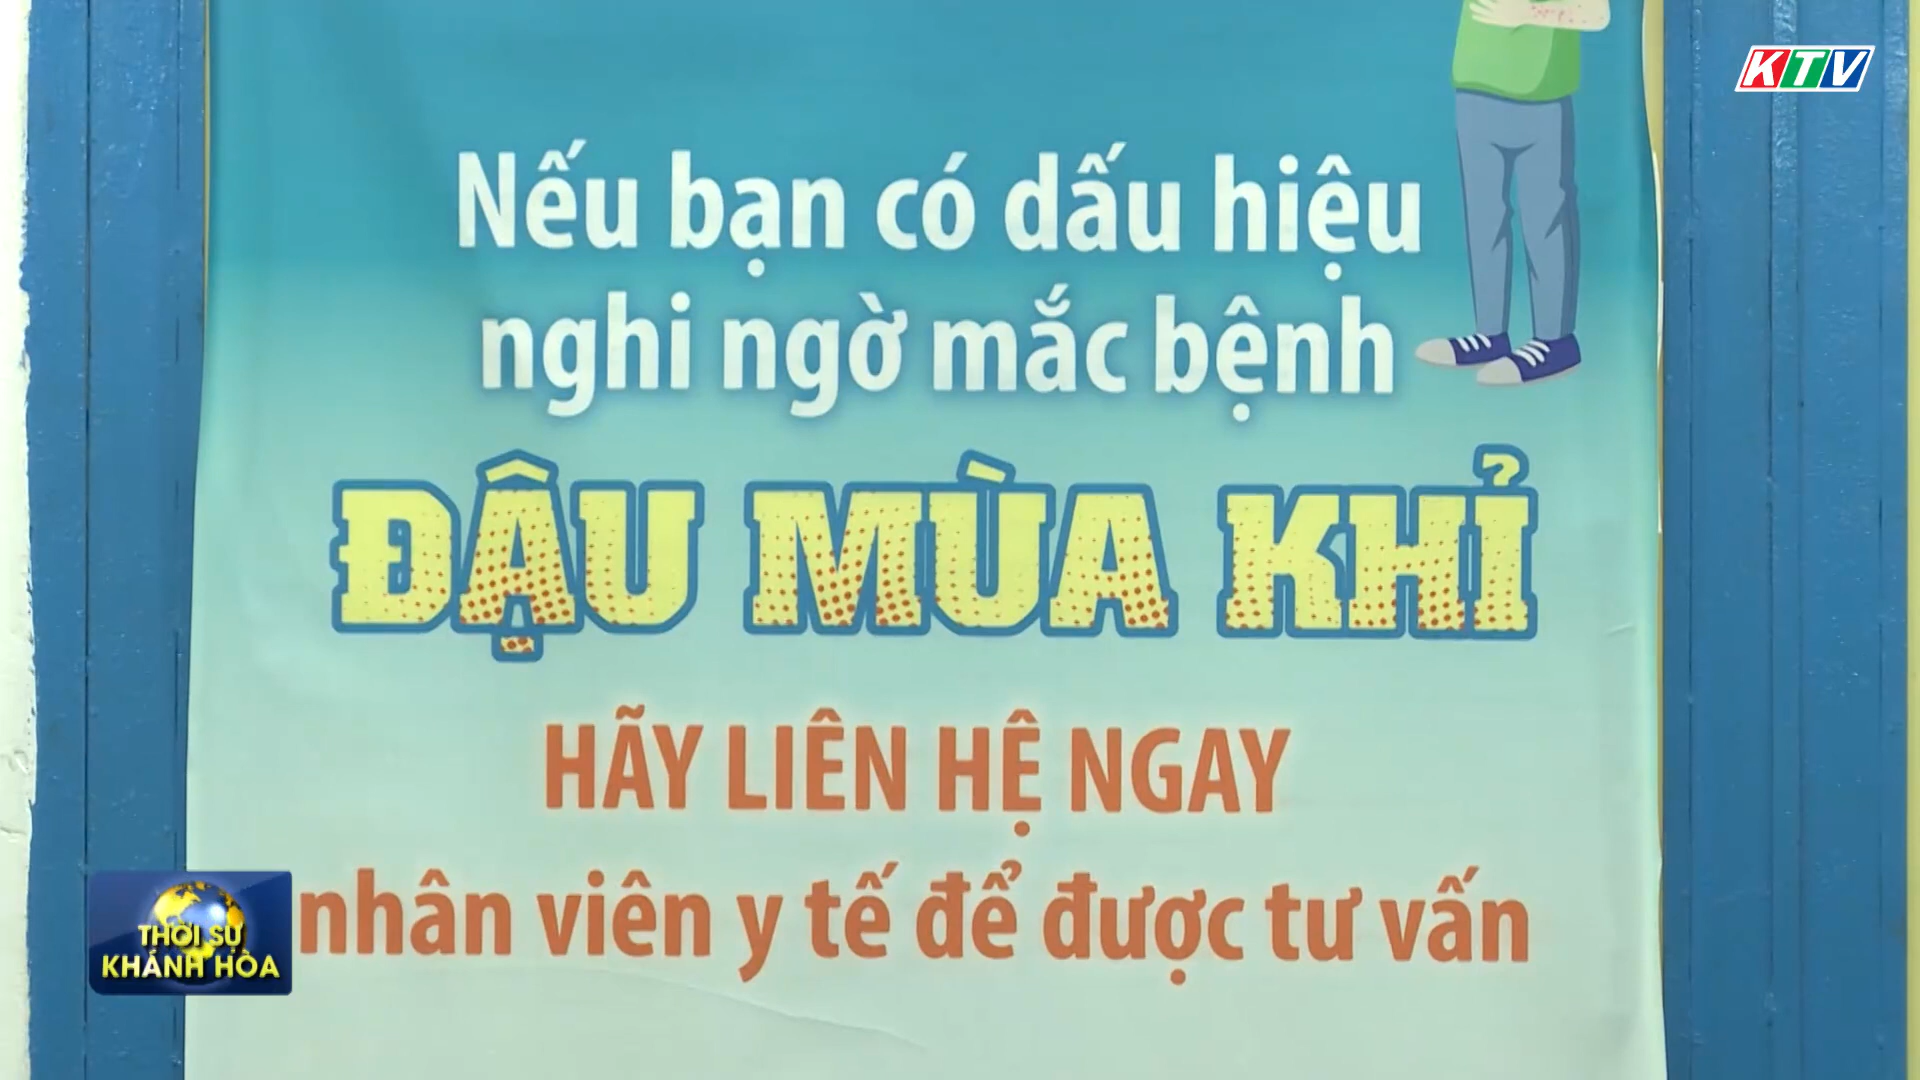 KTV
Nếu bạn có dấu hiệu
nghi ngờ mắc bệnh
ĐẬU MÙA KHỈ
HÃY LIÊN HỆ NGAY
nhân viên y tế để được tư vấn
THỜI SỰ
KHÁNH HÒA